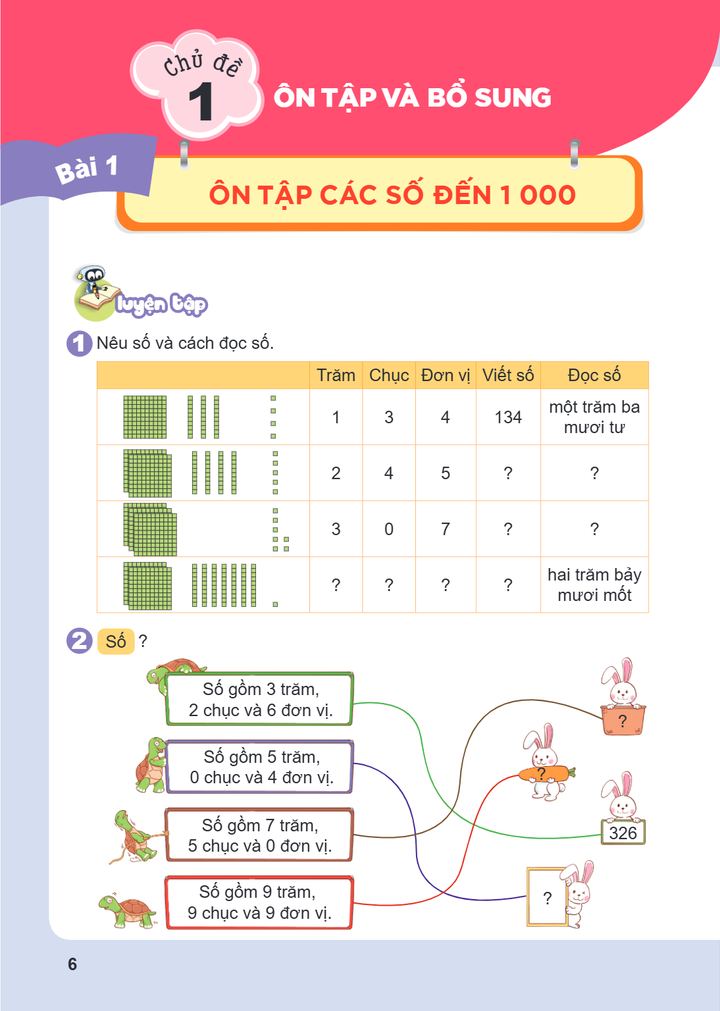 Chủ đề
1
ÔN TẬP VÀ BỔ SUNG
Bài 1
ÔN TẬP CÁC SỐ ĐẾN 1 000
luyện tập
1 Nêu số và cách đọc số.
Trăm Chục Đơn vị Viết số Đọc số
1 3 4 134 một trăm ba
mươi tư
2 4 5 ? ?
3 0 7 ? ?
? ? ? ? hai trăm bảy
mươi mốt
2 Số ?
Số gồm 3 trăm,
2 chục và 6 đơn vị.
?
Số gồm 5 trăm,
0 chục và 4 đơn vị.
?
Số gồm 7 trăm,
5 chục và 0 đơn vị.
326
Số gồm 9 trăm,
9 chục và 9 đơn vị.
?
6